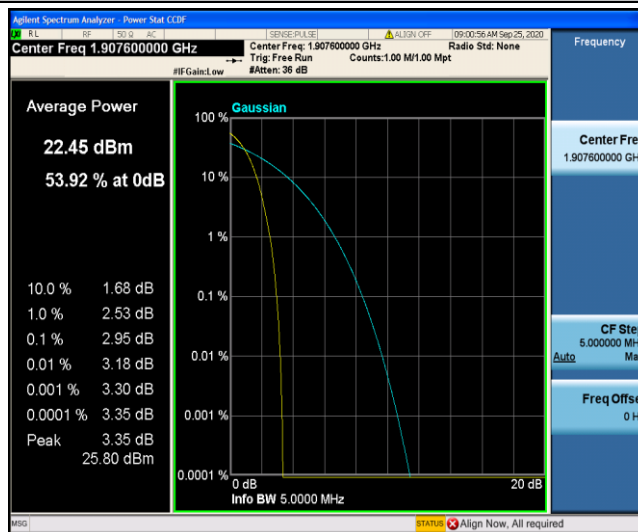 Agilent Spectrum Analyzer - Power Stat CCDF
RL RF 50 Ω AC SENSE:PULSE ALIGN OFF 09:00:56 AM Sep 25, 2020
Center Freq 1.907600000 GHz Center Freq: 1.907600000 GHz Radio Std: None
Trig: Free Run Counts:1.00 M/1.00 Mpt
#IFGain:Low #Atten: 36 dB
Frequency
Average Power
22.45 dBm
53.92 % at 0dB
10.0 % 1.68 dB
1.0 % 2.53 dB
0.1 % 2.95 dB
0.01 % 3.18 dB
0.001 % 3.30 dB
0.0001 % 3.35 dB
Peak 3.35 dB
25.80 dBm
Gaussian
100 %
10 %
1 %
0.1 %
0.01 %
0.001 %
0.0001 %
0 dB 20 dB
Info BW 5.0000 MHz
Center Fre
1.907600000 GH
CF Ste
5.000000 MH
Auto Ma
Freq Offse
0 H
MSG STATUS Align Now, All required